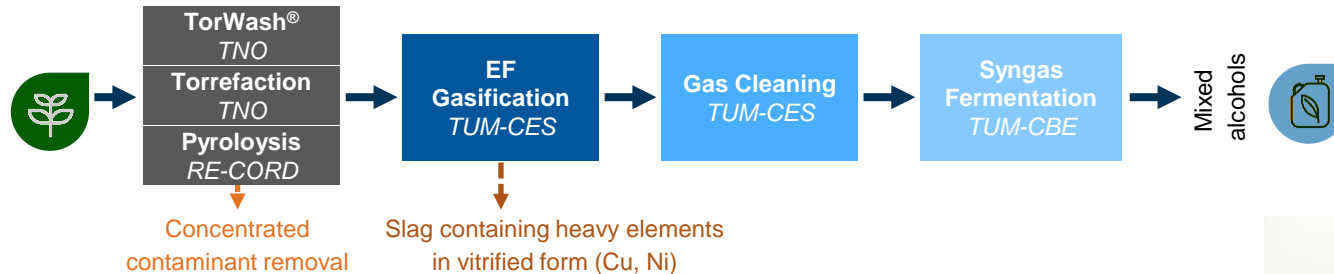 TorWash®
TNO
Torrefaction
TNO
Pyroloysis
RE-CORD
EF
Gasification
TUM-CES
Gas Cleaning
TUM-CES
Syngas
Fermentation
TUM-CBE
Mixed
alcohols
Concentrated
contaminant removal
Slag containing heavy elements
in vitrified form (Cu, Ni)